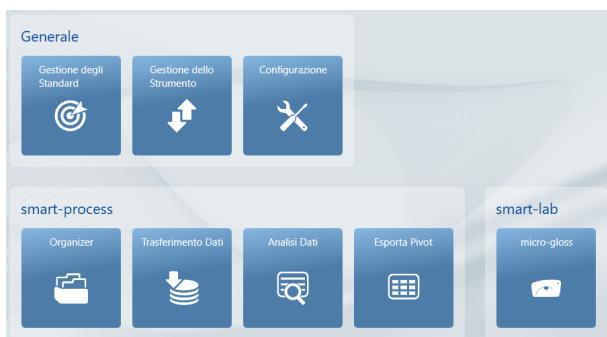 Generale
Gestione degli
Standard
Gestione dello
Strumento
Configurazione
smart-process
smart-lab
Organizer
Trasferimento Dati
Analisi Dati
Esporta Pivot
micro-gloss